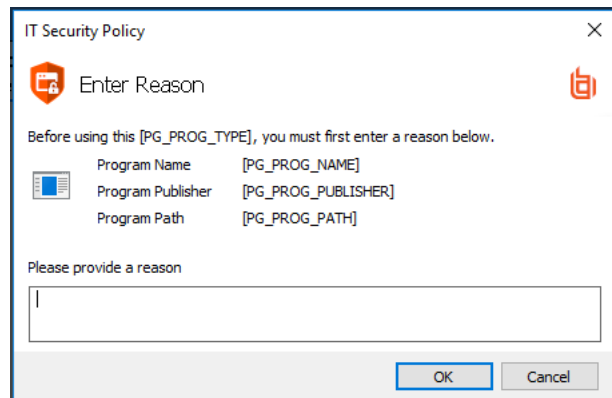 IT Security Policy
Enter Reason
Before using this [PG_PROG_TYPE], you must first enter a reason below.
Program Name [PG_PROG_NAME]
Program Publisher [PG_PROG_PUBLISHER]
Program Path [PG_PROG_PATH]
Please provide a reason
OK Cancel